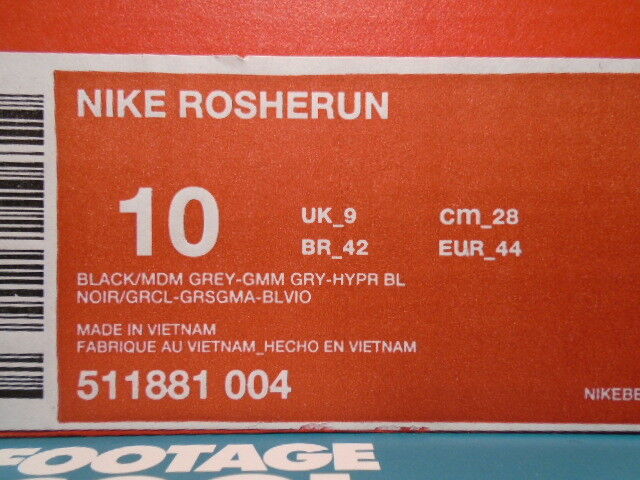 NIKE ROSHERUN
10
UK_9 cm_28
BR_42 EUR_44
BLACK/MDM GREY-GMM GRY-HYPR BL
NOIR/GRCL-GRSGMA-BLVIO
MADE IN VIETNAM
FABRIQUE AU VIETNAM_HECHO EN VIETNAM
511881 004
FOOTAGE